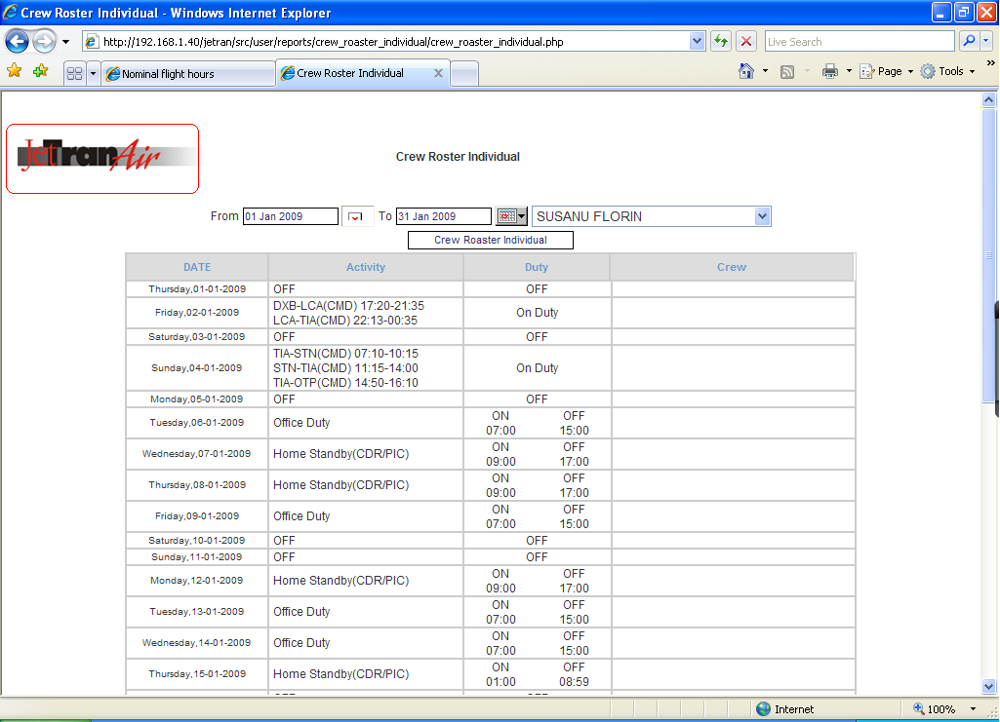 Crew Roster Individual - Windows Internet Explorer
http://192.168.1.40/jetran/src/user/reports/crew_roaster_individual/crew_roaster_individual.php
Live Search
Nominal flight hours
Crew Roster Individual
Page
Tools
JetTranAir
Crew Roster Individual
From 01 Jan 2009 To 31 Jan 2009 SUSANU FLORIN
Crew Roaster Individual
DATE Activity Duty Crew
Thursday,01-01-2009 OFF OFF
Friday,02-01-2009 DXB-LCA(CMD) 17:20-21:35
LCA-TIA(CMD) 22:13-00:35 On Duty
Saturday,03-01-2009 OFF OFF
Sunday,04-01-2009 TIA-STN(CMD) 07:10-10:15
STN-TIA(CMD) 11:15-14:00 On Duty
TIA-OTP(CMD) 14:50-16:10
Monday,05-01-2009 OFF OFF
Tuesday,06-01-2009 Office Duty ON OFF
07:00 15:00
Wednesday,07-01-2009 Home Standby(CDR/PIC) ON OFF
09:00 17:00
Thursday,08-01-2009 Home Standby(CDR/PIC) ON OFF
09:00 17:00
Friday,09-01-2009 Office Duty ON OFF
07:00 15:00
Saturday,10-01-2009 OFF OFF
Sunday,11-01-2009 OFF OFF
Monday,12-01-2009 Home Standby(CDR/PIC) ON OFF
09:00 17:00
Tuesday,13-01-2009 Office Duty ON OFF
07:00 15:00
Wednesday,14-01-2009 Office Duty ON OFF
07:00 15:00
Thursday,15-01-2009 Home Standby(CDR/PIC) ON OFF
01:00 08:59
Internet
100%